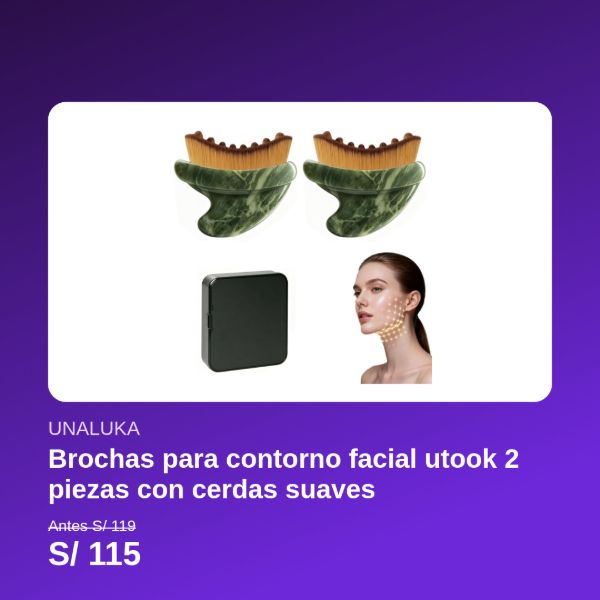 UNALUKA
Brochas para contorno facial utook 2
piezas con cerdas suaves
Antes S/ 119
S/ 115